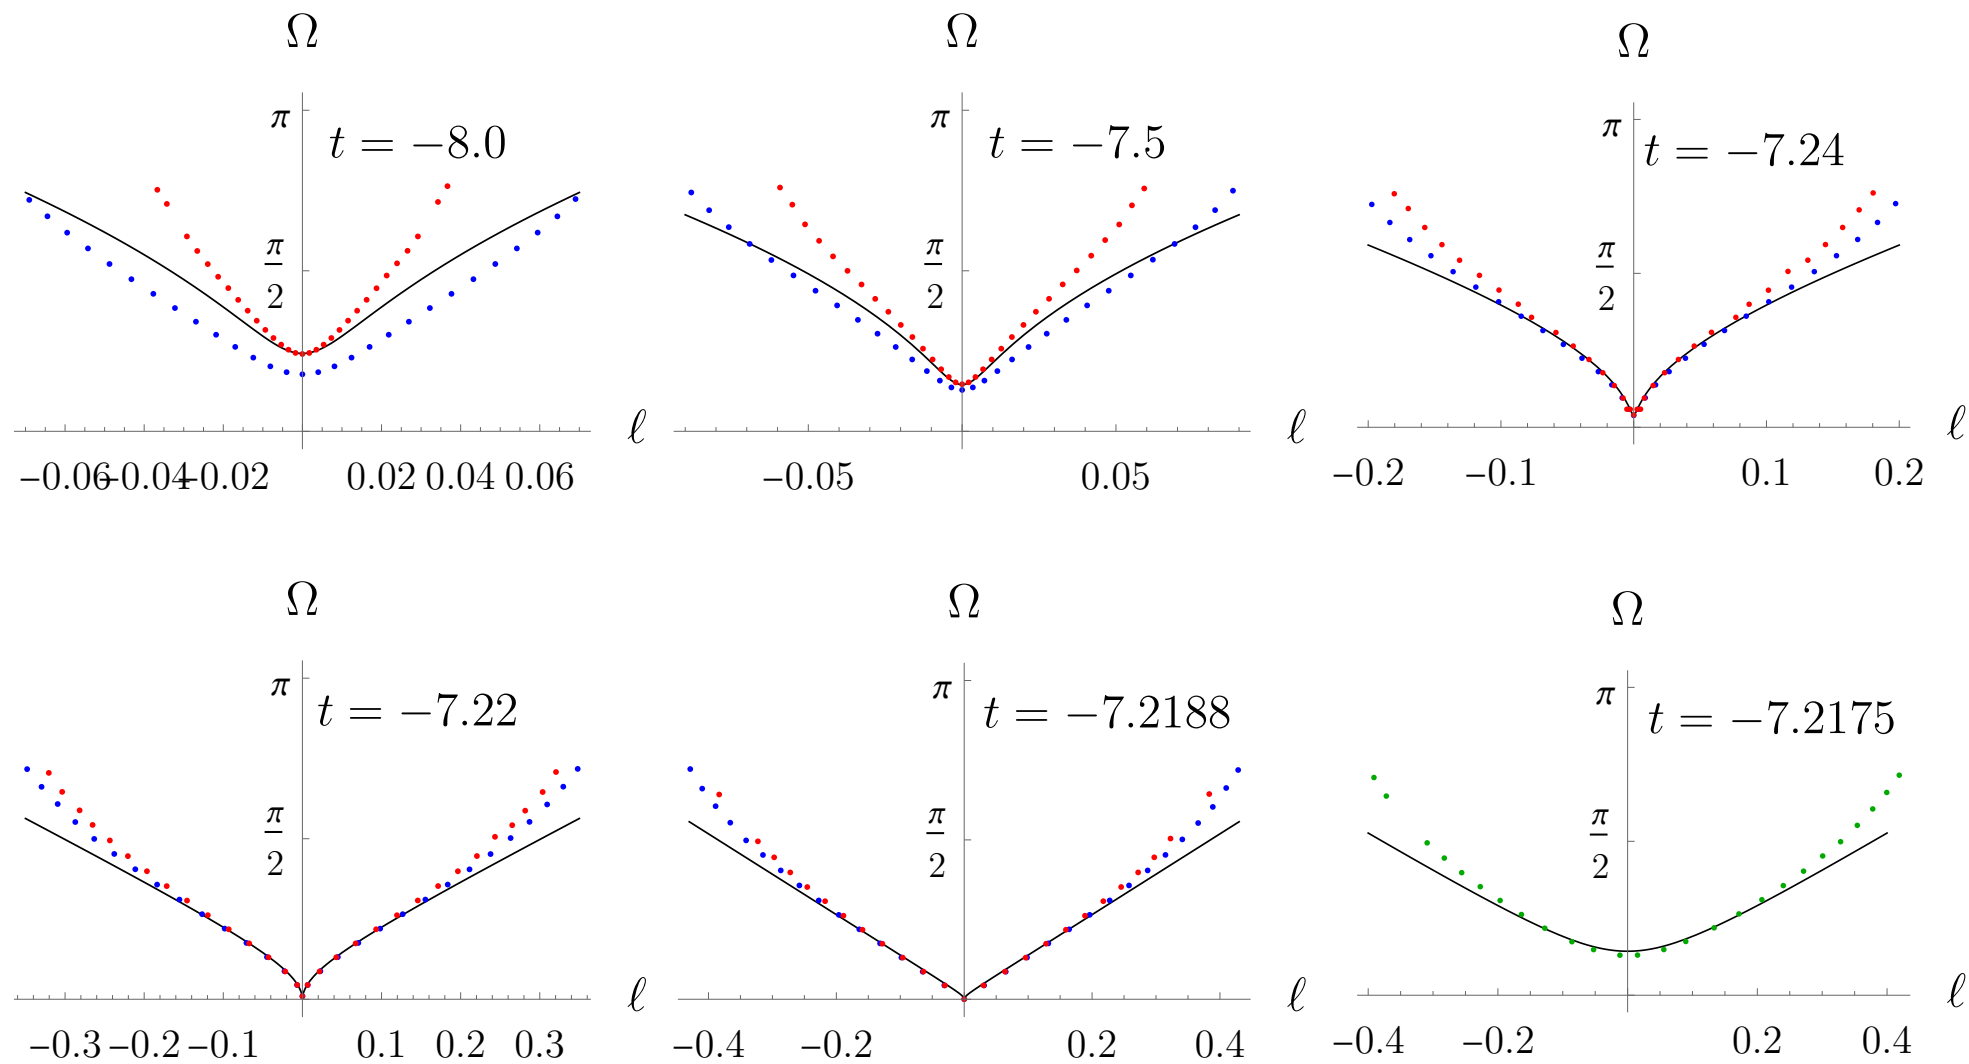 Ω Ω Ω
π t = −8.0 π t = −7.5 π t = −7.24
π/2 π/2 π/2
ℓ ℓ ℓ
−0.06 −0.04 −0.02 0.02 0.04 0.06 −0.05 0.05 −0.2 −0.1 0.1 0.2
Ω Ω Ω
π t = −7.22 π t = −7.2188 π t = −7.2175
π/2 π/2 π/2
ℓ ℓ ℓ
−0.3 −0.2 −0.1 0.1 0.2 0.3 −0.4 −0.2 0.2 0.4 −0.4 −0.2 0.2 0.4